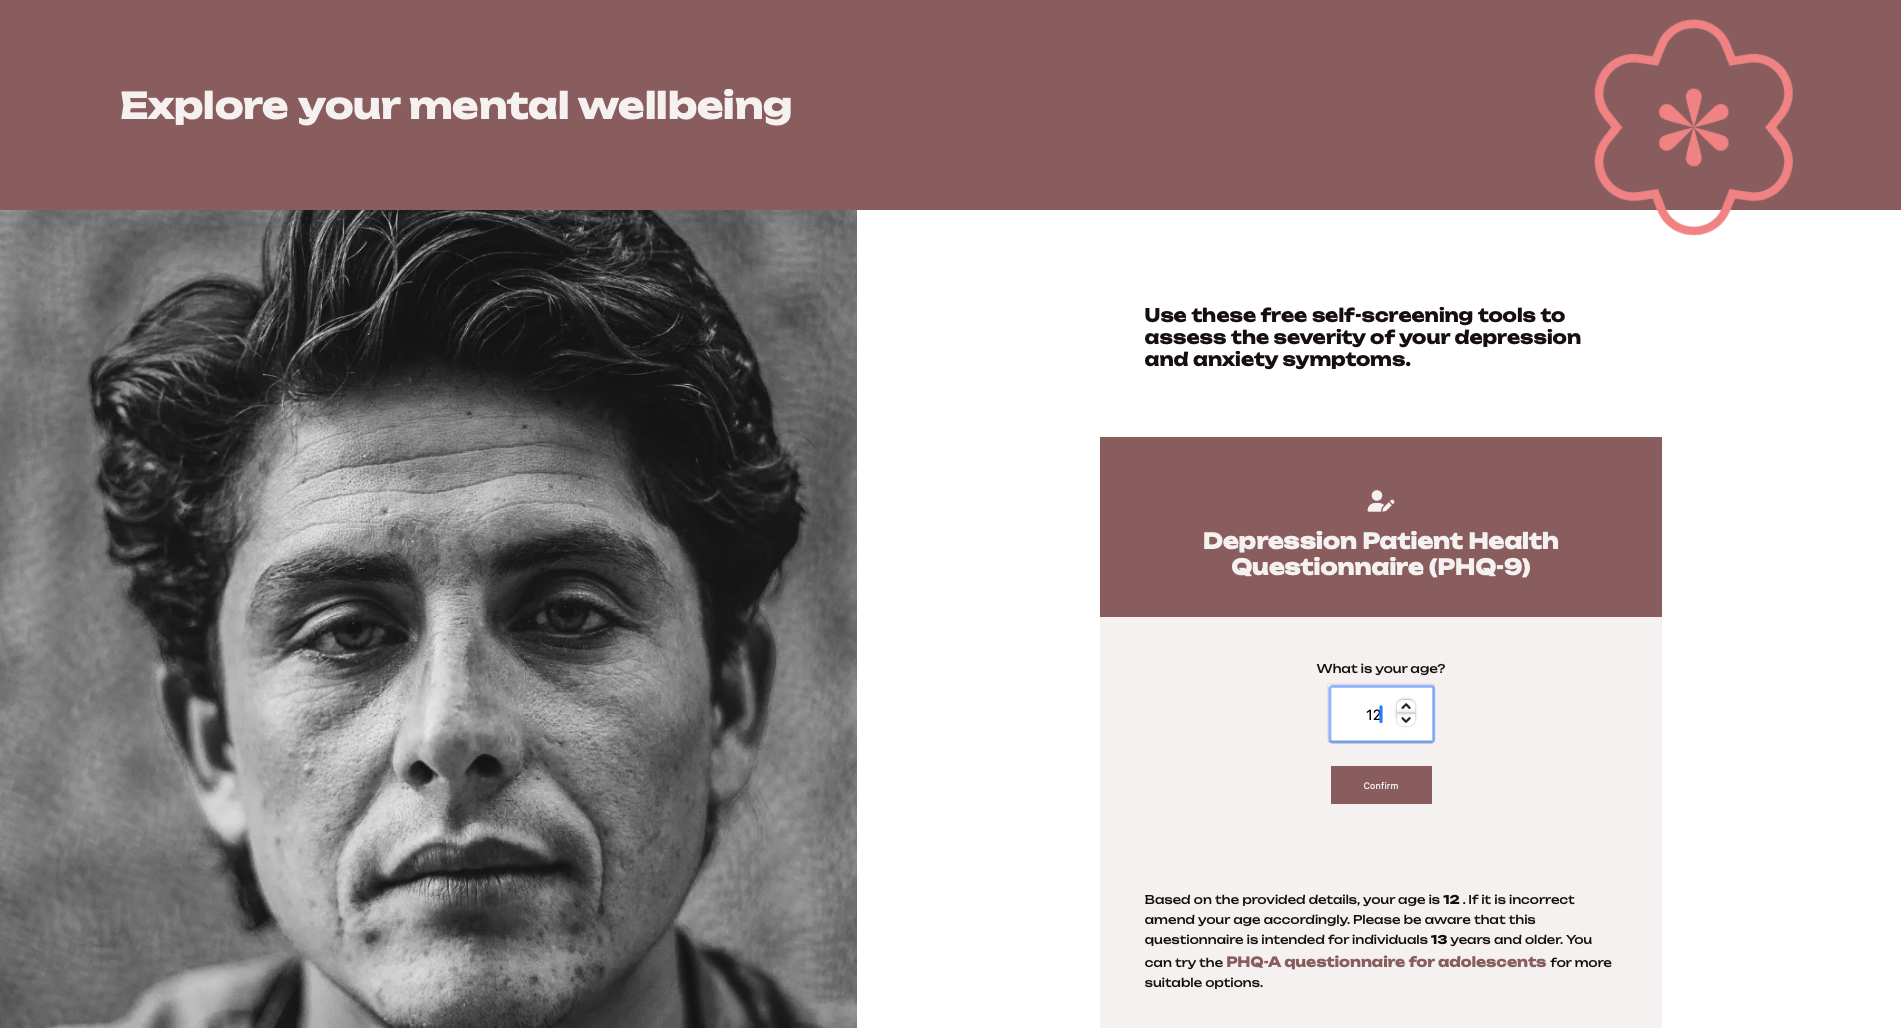 Explore your mental wellbeing
Use these free self-screening tools to
assess the severity of your depression
and anxiety symptoms.
Depression Patient Health
Questionnaire (PHQ-9)
What is your age?
12
Confirm
Based on the provided details, your age is 12 . If it is incorrect
amend your age accordingly. Please be aware that this
questionnaire is intended for individuals 13 years and older. You
can try the PHQ-A questionnaire for adolescents for more
suitable options.